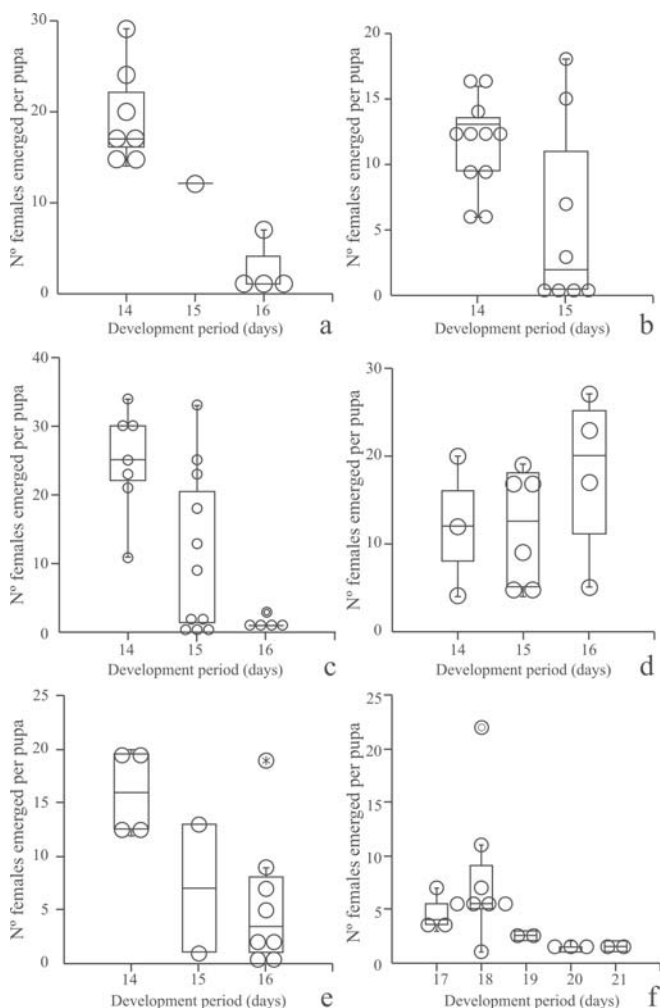 Nº females emerged per pupa
30
20
10
0
14 15 16
Development period (days)
a
Nº females emerged per pupa
20
15
10
5
0
14 15
Development period (days)
b
Nº females emerged per pupa
40
30
20
10
0
14 15 16
Development period (days)
c
Nº females emerged per pupa
30
20
10
0
14 15 16
Development period (days)
d
Nº females emerged per pupa
25
20
15
10
5
0
14 15 16
Development period (days)
e
Nº females emerged per pupa
25
20
15
10
5
0
17 18 19 20 21
Development period (days)
f